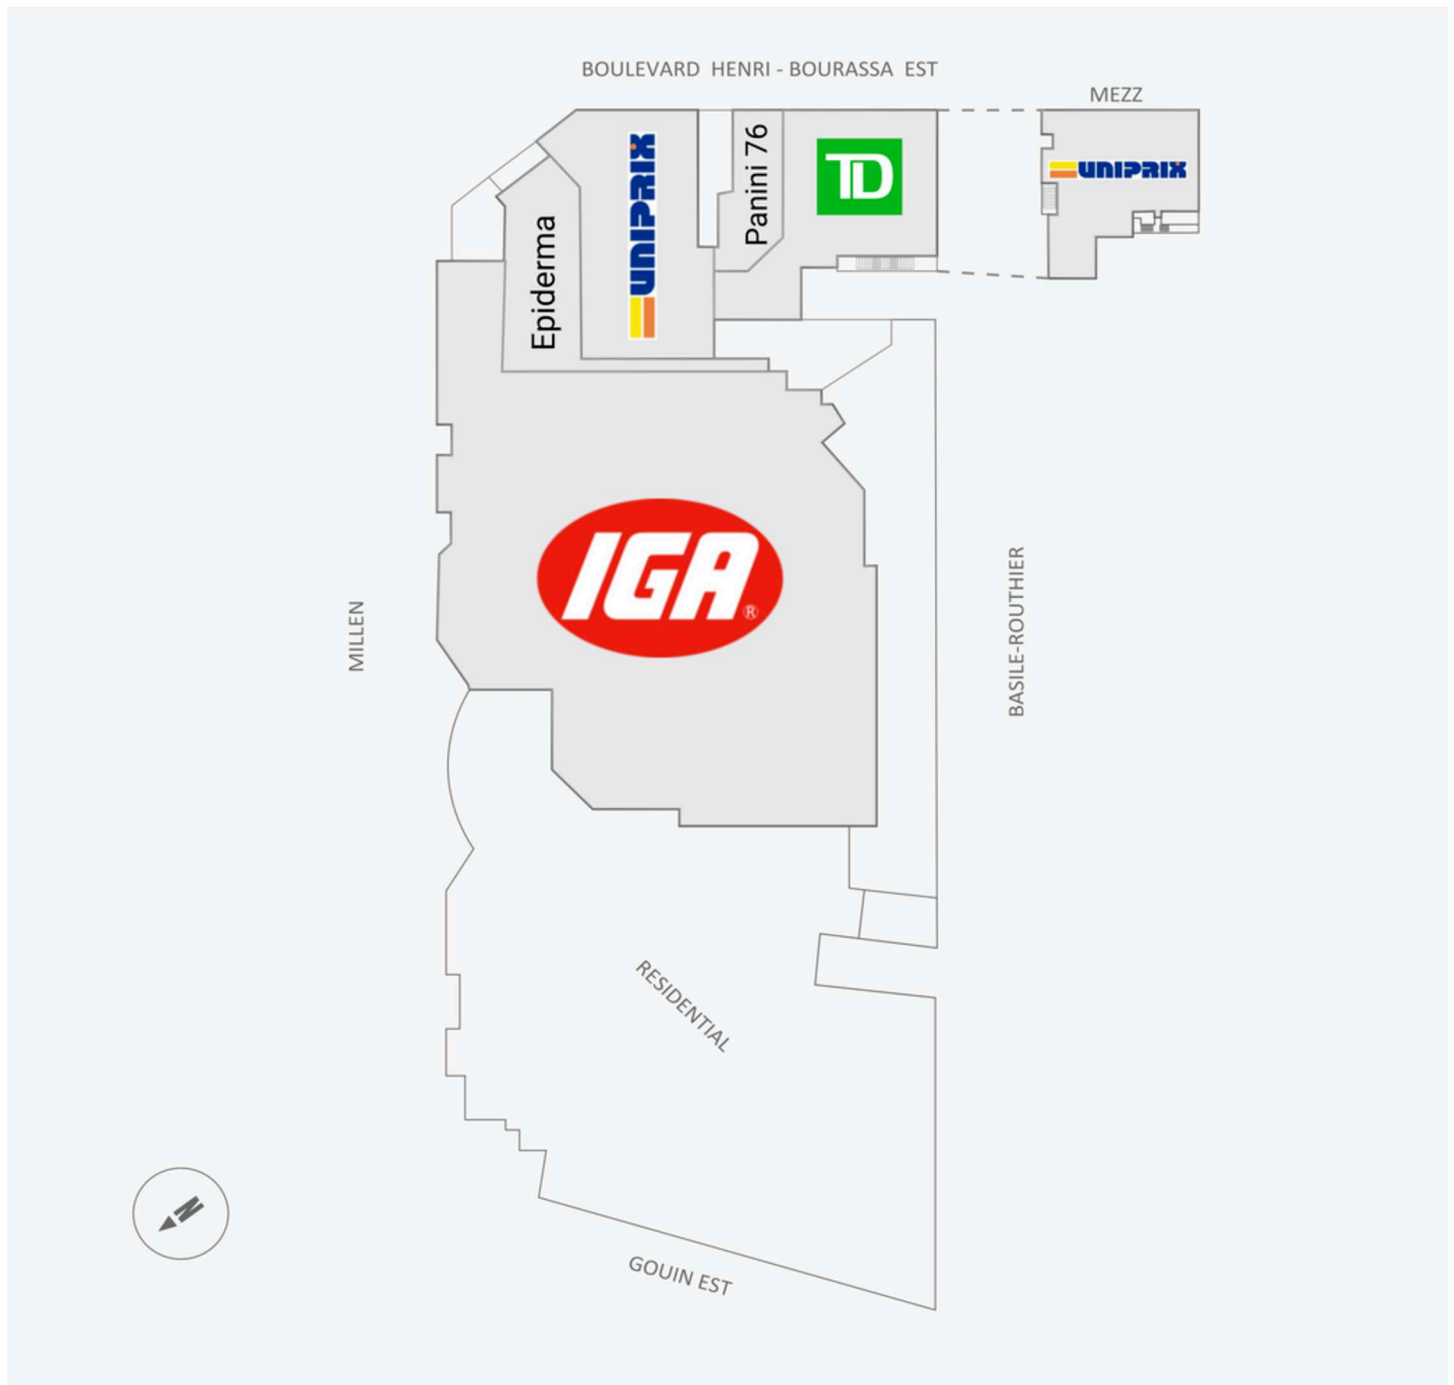 BOULEVARD HENRI - BOURASSA EST
MEZZ
UNIPRIX
Panini 76
TD
UNIPRIX
Epiderma
IGA®
MILLEN
BASILE-ROUTHIER
RESIDENTIAL
N
GOUIN EST